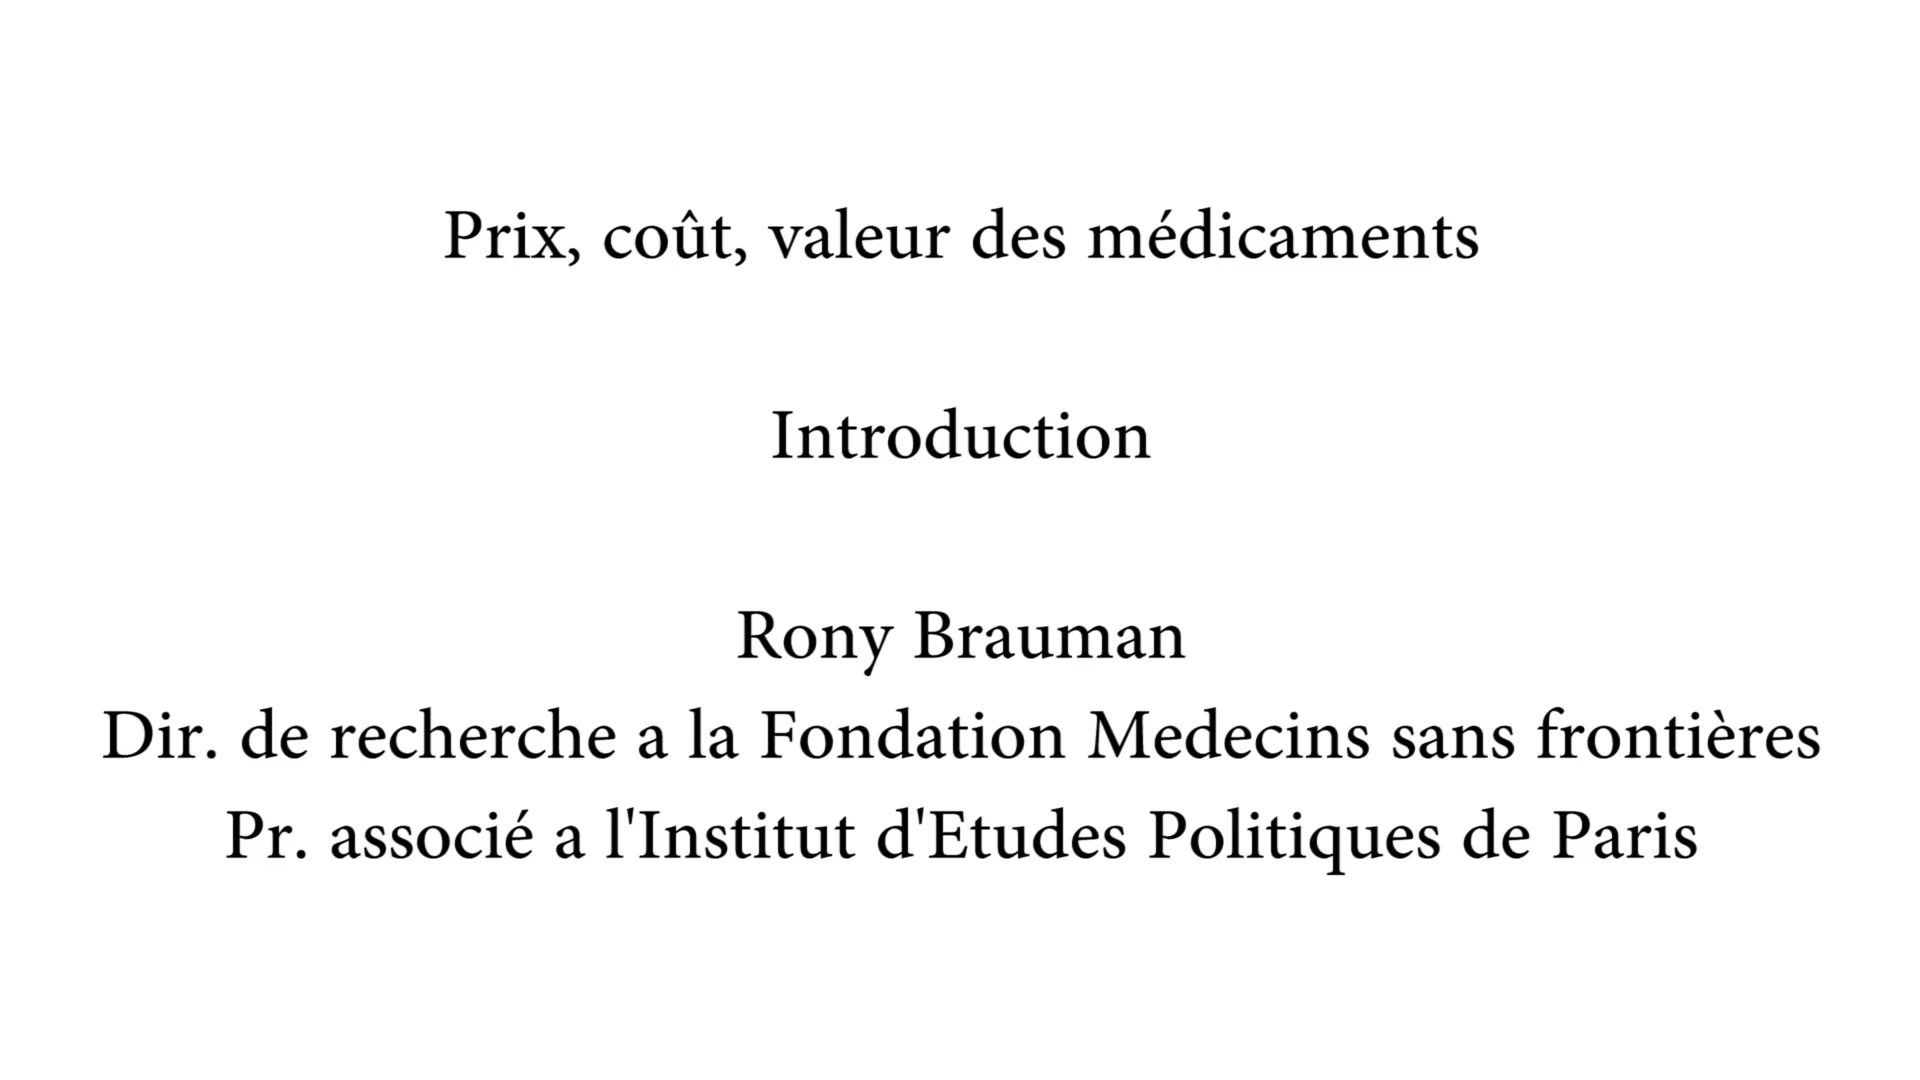 Prix, coût, valeur des médicaments
Introduction
Rony Brauman
Dir. de recherche a la Fondation Medecins sans frontières
Pr. associé a l'Institut d'Etudes Politiques de Paris